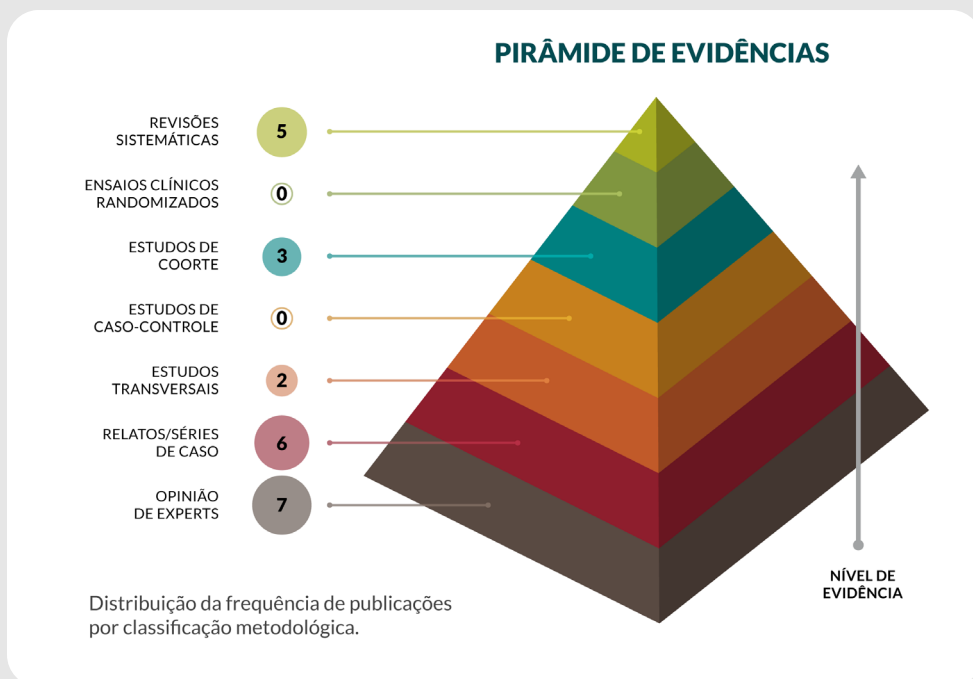 PIRÂMIDE DE EVIDÊNCIAS
REVISÕES
SISTEMÁTICAS
5
ENSAIOS CLÍNICOS
RANDOMIZADOS
0
ESTUDOS DE
COORTE
3
ESTUDOS DE
CASO-CONTROLE
0
ESTUDOS
TRANSVERSAIS
2
RELATOS/SÉRIES
DE CASO
6
OPINIÃO
DE EXPERTS
7
NÍVEL DE
EVIDÊNCIA
Distribuição da frequência de publicações
por classificação metodológica.